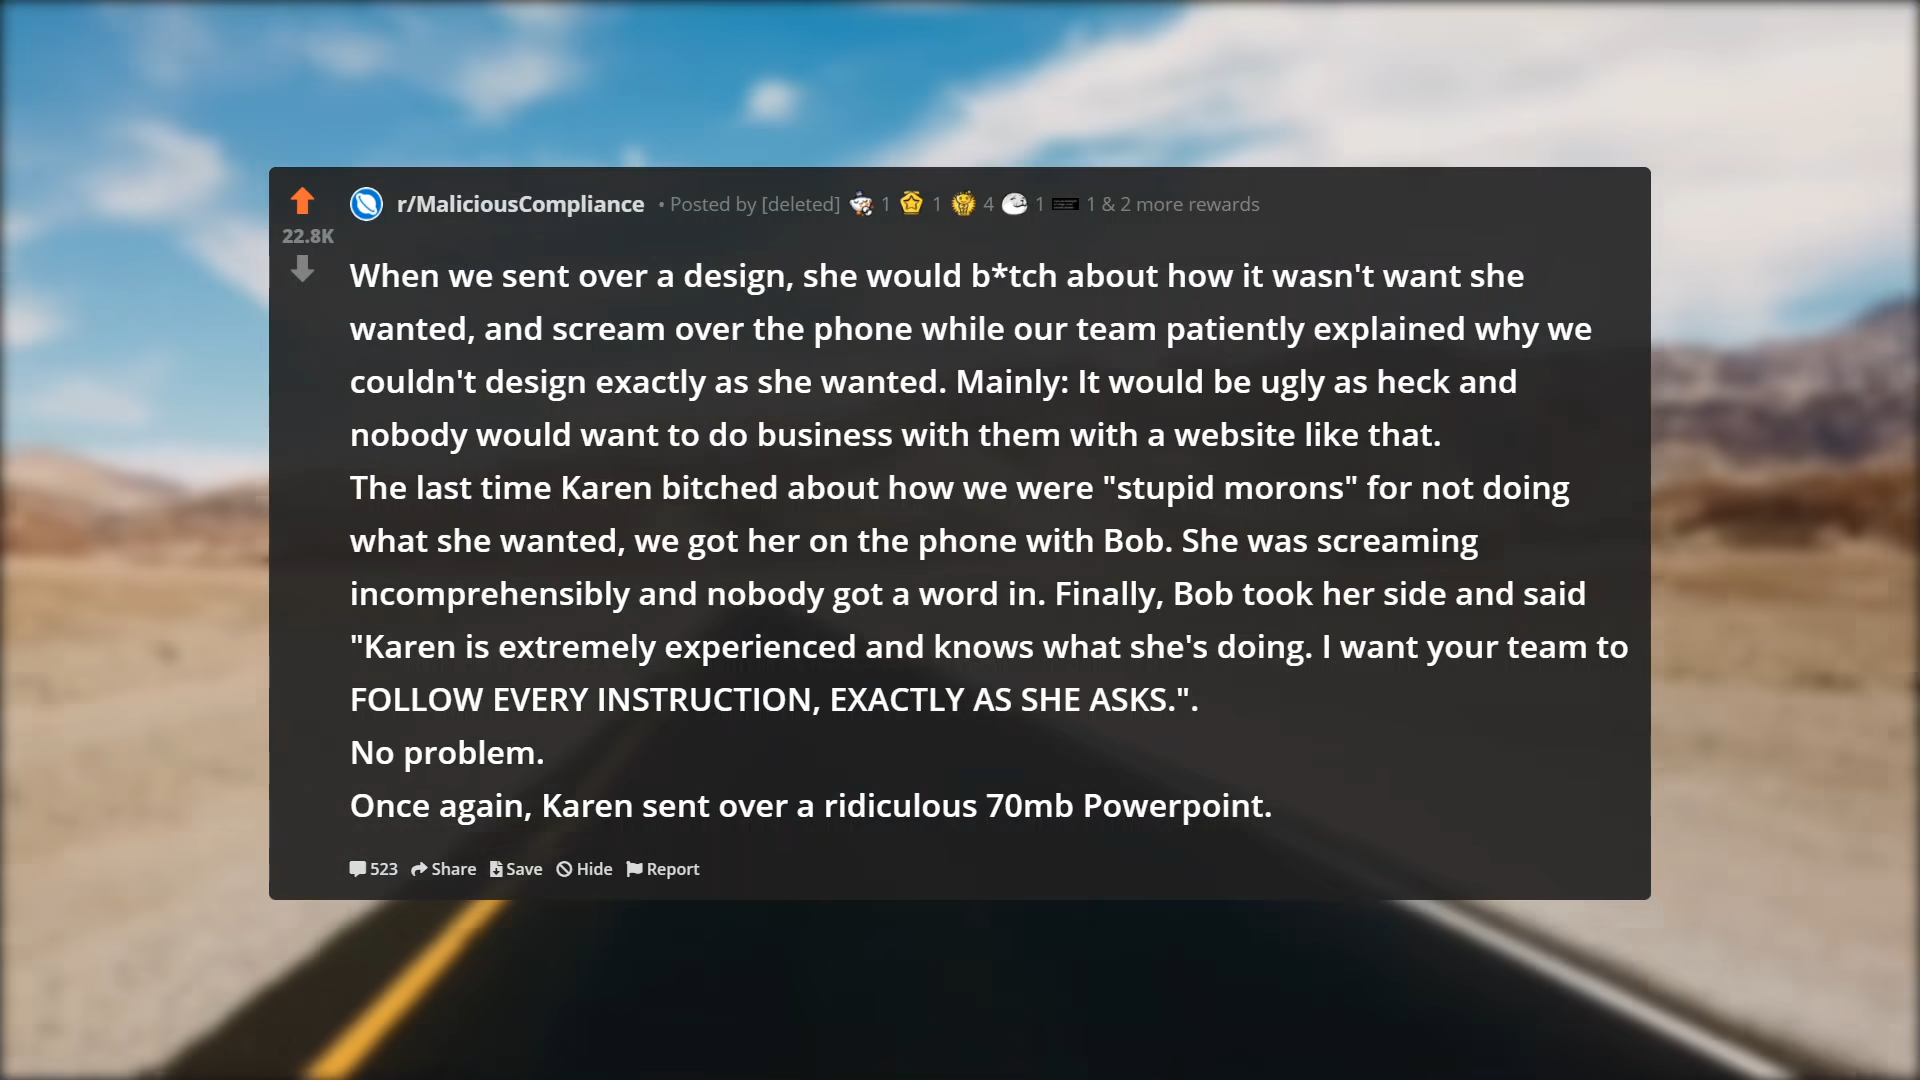 r/MaliciousCompliance • Posted by [deleted] 1 1 4 1 1 & 2 more rewards
22.8K
When we sent over a design, she would b*tch about how it wasn't want she
wanted, and scream over the phone while our team patiently explained why we
couldn't design exactly as she wanted. Mainly: It would be ugly as heck and
nobody would want to do business with them with a website like that.
The last time Karen bitched about how we were "stupid morons" for not doing
what she wanted, we got her on the phone with Bob. She was screaming
incomprehensibly and nobody got a word in. Finally, Bob took her side and said
"Karen is extremely experienced and knows what she's doing. I want your team to
FOLLOW EVERY INSTRUCTION, EXACTLY AS SHE ASKS.".
No problem.
Once again, Karen sent over a ridiculous 70mb Powerpoint.
523 Share Save Hide Report